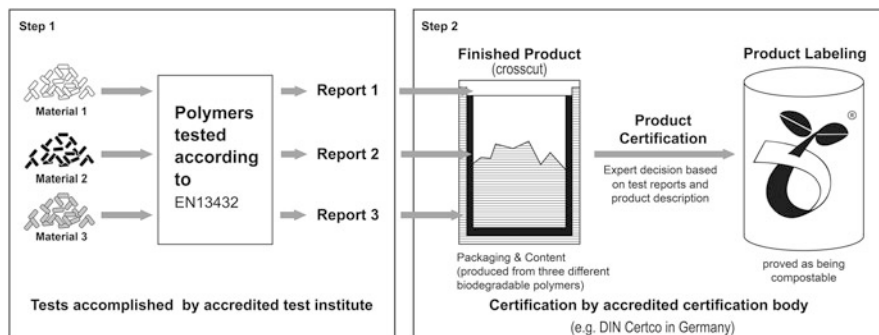 Step 1
Material 1
Material 2
Material 3
Polymers
tested
according
to
EN13432
Report 1
Report 2
Report 3
Tests accomplished by accredited test institute
Step 2
Finished Product
(crosscut)
Packaging & Content
(produced from three different
biodegradable polymers)
Product
Certification
Expert decision based
on test reports and
product description
Product Labeling
®
proved as being
compostable
Certification by accredited certification body
(e.g. DIN Certco in Germany)